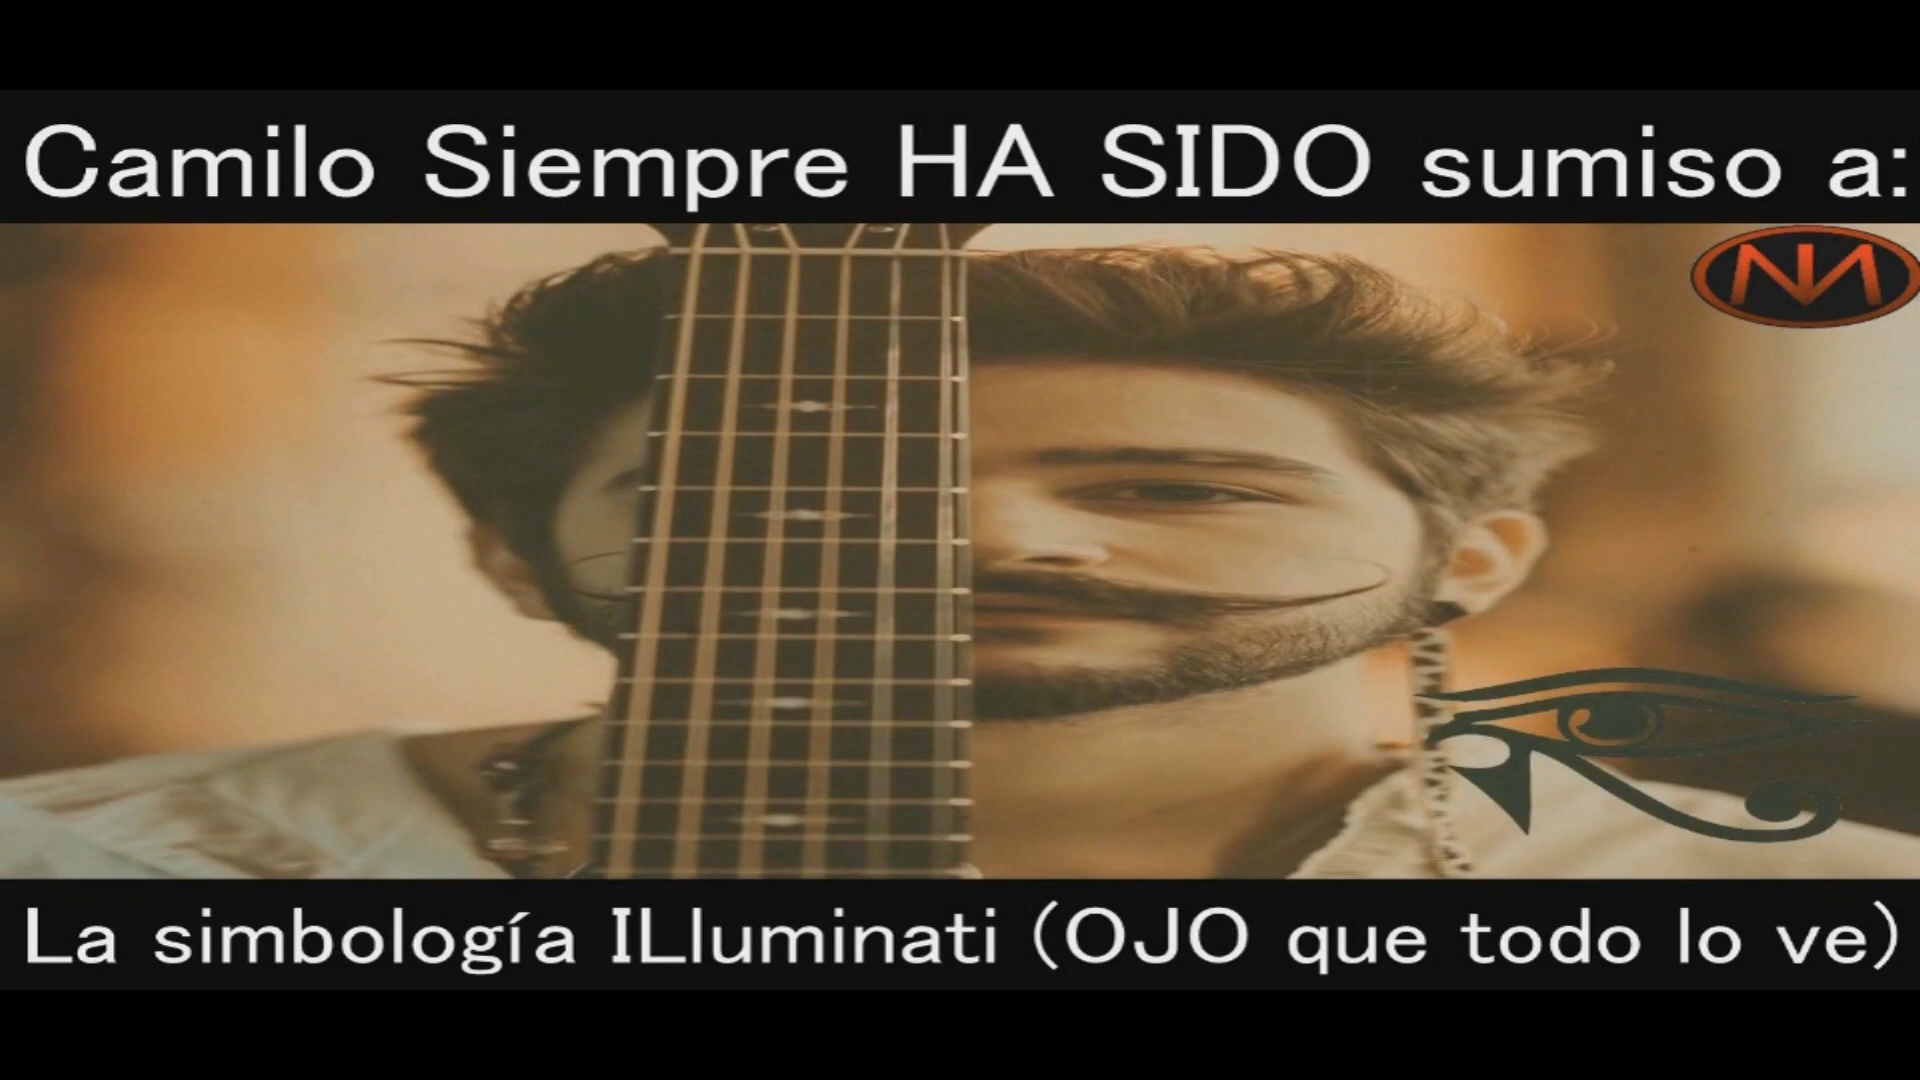 Camilo Siempre HA SIDO sumiso a:
La simbología ILluminati (OJO que todo lo ve)